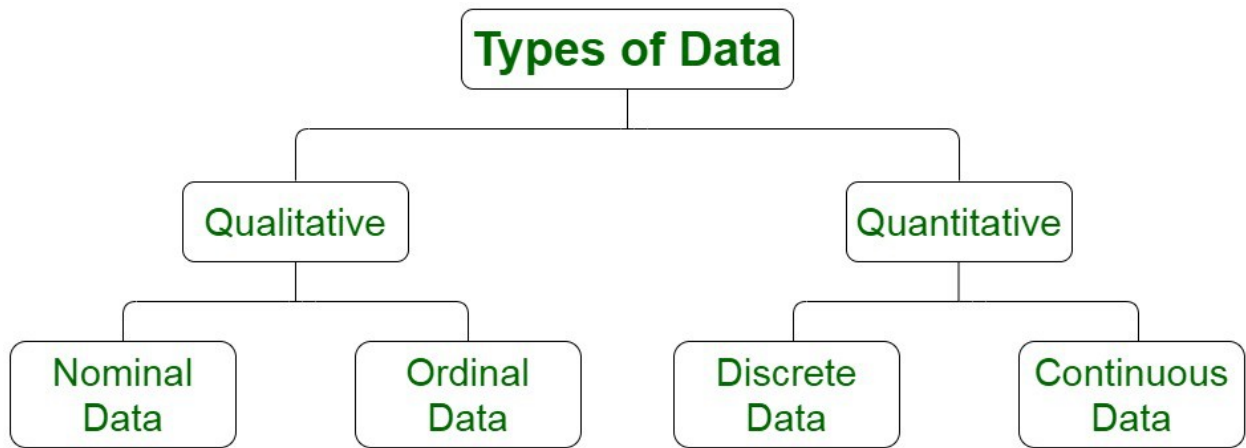 Types of Data
Qualitative
Quantitative
Nominal
Data
Ordinal
Data
Discrete
Data
Continuous
Data